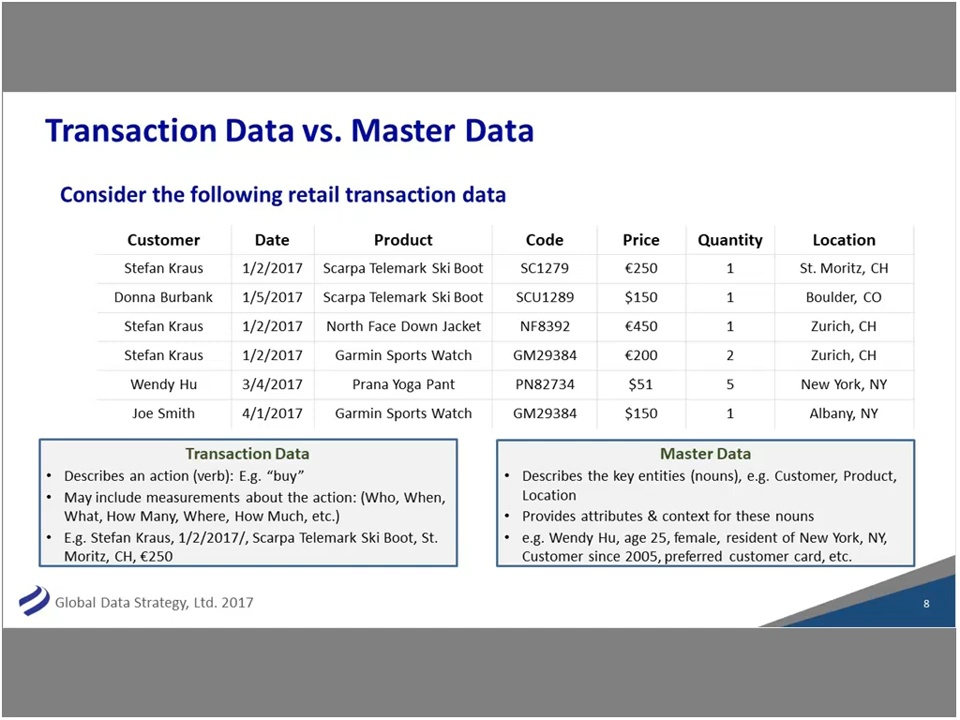 Transaction Data vs. Master Data
Consider the following retail transaction data
Customer Date Product Code Price Quantity Location
Stefan Kraus 1/2/2017 Scarpa Telemark Ski Boot SC1279 €250 1 St. Moritz, CH
Donna Burbank 1/5/2017 Scarpa Telemark Ski Boot SCU1289 $150 1 Boulder, CO
Stefan Kraus 1/2/2017 North Face Down Jacket NF8392 €450 1 Zurich, CH
Stefan Kraus 1/2/2017 Garmin Sports Watch GM29384 €200 2 Zurich, CH
Wendy Hu 3/4/2017 Prana Yoga Pant PN82734 $51 5 New York, NY
Joe Smith 4/1/2017 Garmin Sports Watch GM29384 $150 1 Albany, NY
Transaction Data
• Describes an action (verb): E.g. “buy”
• May include measurements about the action: (Who, When,
What, How Many, Where, How Much, etc.)
• E.g. Stefan Kraus, 1/2/2017/, Scarpa Telemark Ski Boot, St.
Moritz, CH, €250
Master Data
• Describes the key entities (nouns), e.g. Customer, Product,
Location
• Provides attributes & context for these nouns
• e.g. Wendy Hu, age 25, female, resident of New York, NY,
Customer since 2005, preferred customer card, etc.
Global Data Strategy, Ltd. 2017
8